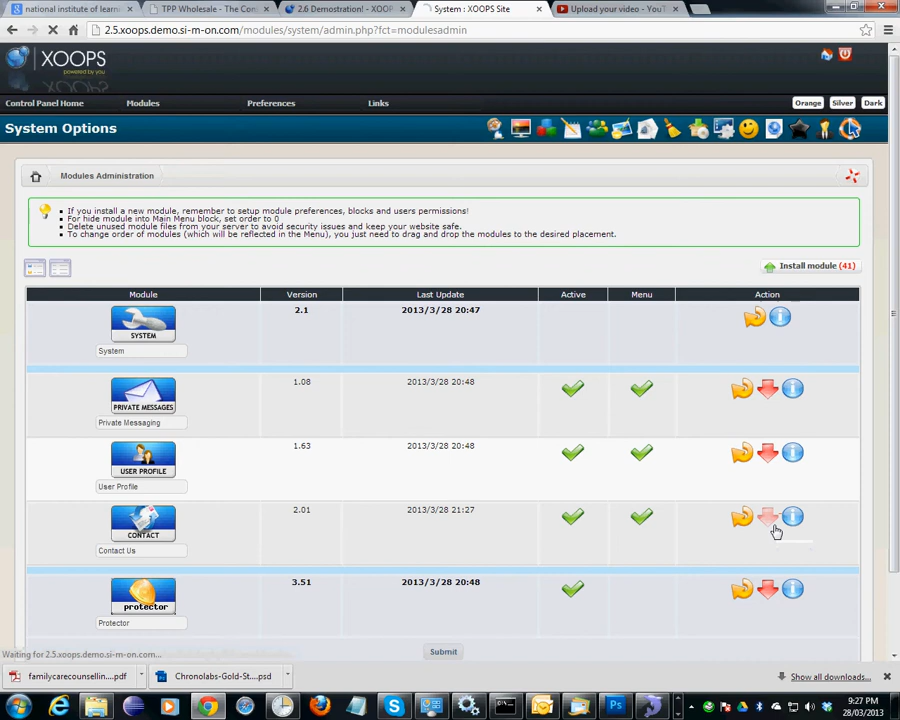 national institute of learni
TPP Wholesale - The Con
2.6 Demostration! - XOOP
System : XOOPS Site
Upload your video - YouT
2.5.xoops.demo.si-m-on.com/modules/system/admin.php?fct=modulesadmin
XOOPS
powered by you
Control Panel Home Modules Preferences Links Orange Silver Dark
System Options
Modules Administration
If you install a new module, remember to setup module preferences, blocks and users permissions!
For hide module into Main Menu block, set order to 0
Delete unused module files from your server to avoid security issues and keep your website safe.
To change order of modules (which will be reflected in the Menu), you just need to drag and drop the modules to the desired placement.
Install module (41)
Module Version Last Update Active Menu Action
2.1 2013/3/28 20:47
SYSTEM
System
1.08 2013/3/28 20:48
PRIVATE MESSAGES
Private Messaging
1.63 2013/3/28 20:48
USER PROFILE
User Profile
2.01 2013/3/28 21:27
CONTACT
Contact Us
3.51 2013/3/28 20:48
protector
Protector
Submit
Waiting for 2.5.xoops.demo.si-m-on.com...
familycarecounsellin....pdf
Chronolabs-Gold-St....psd
Show all downloads...
9:27 PM
28/03/2013